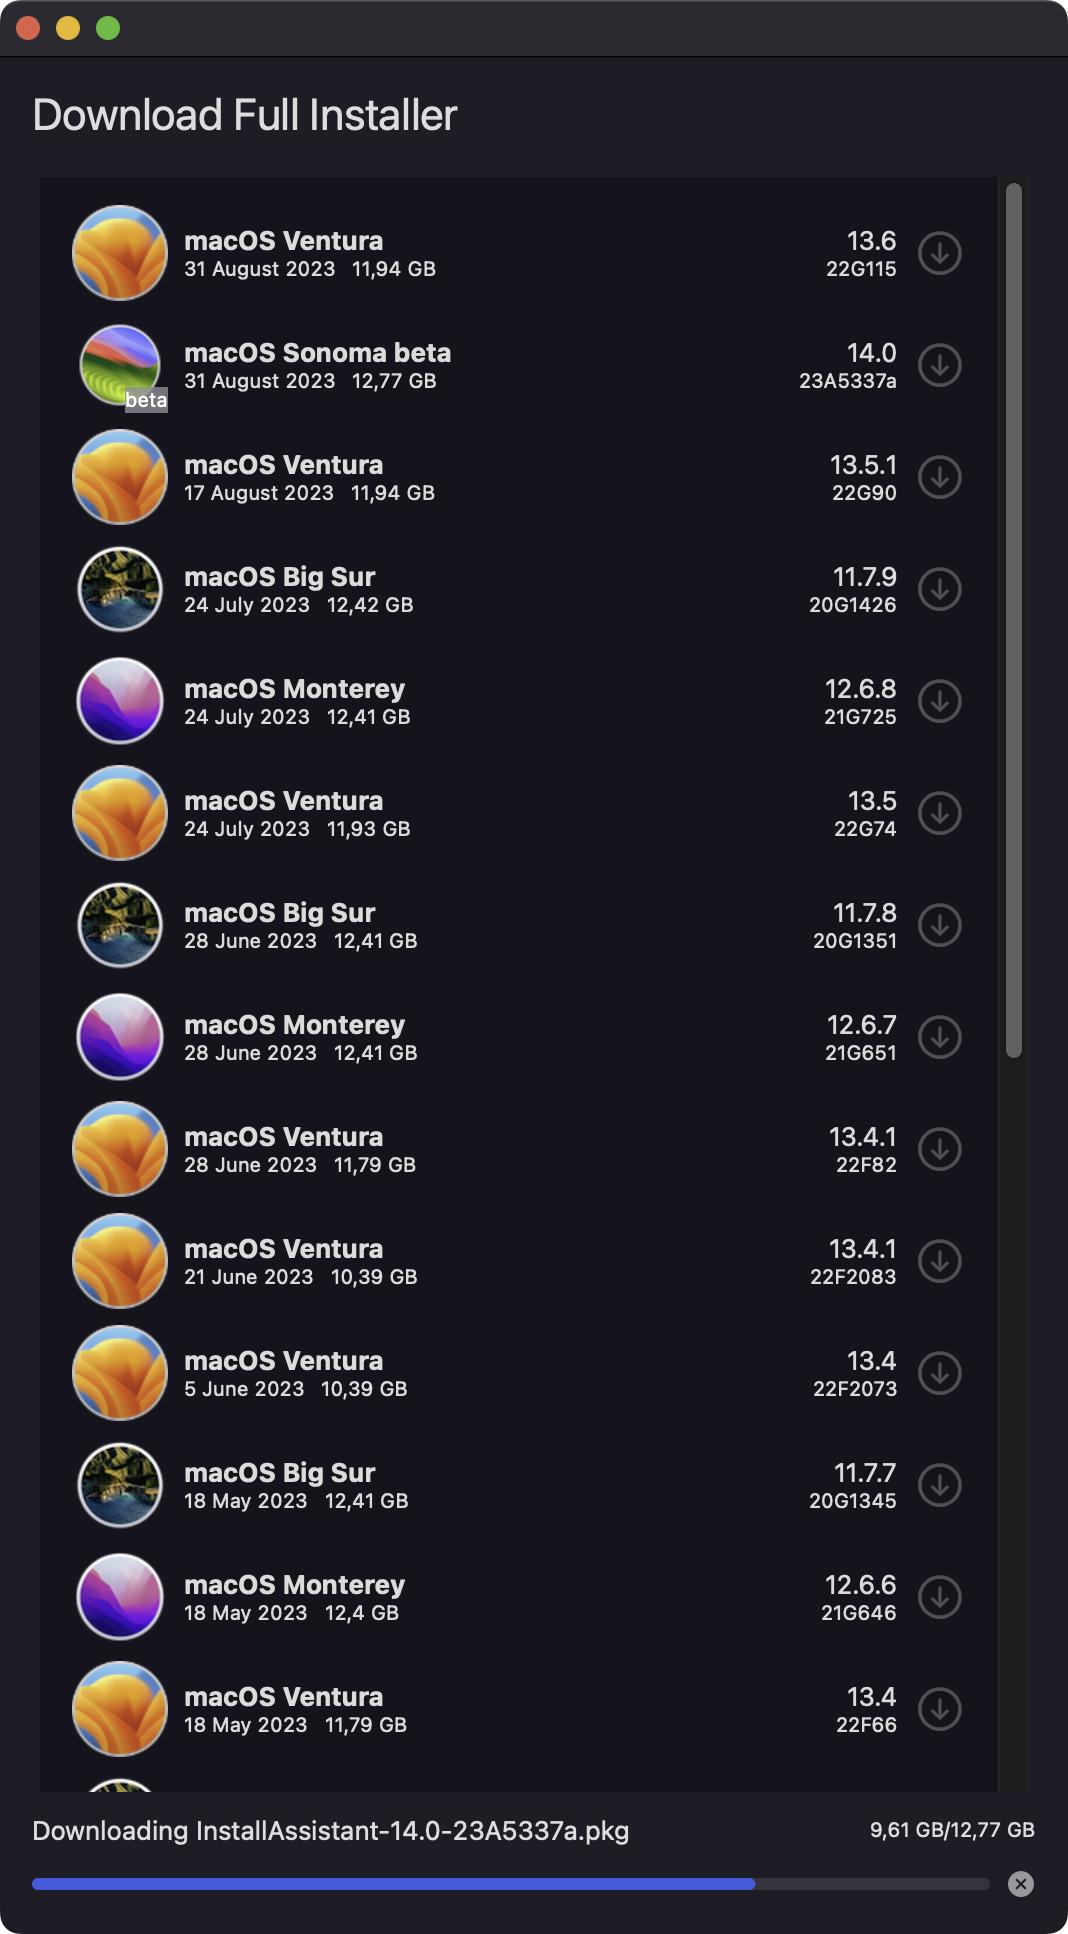 Download Full Installer
macOS Ventura 13.6
31 August 2023 11,94 GB 22G115
macOS Sonoma beta 14.0
31 August 2023 12,77 GB 23A5337a
beta
macOS Ventura 13.5.1
17 August 2023 11,94 GB 22G90
macOS Big Sur 11.7.9
24 July 2023 12,42 GB 20G1426
macOS Monterey 12.6.8
24 July 2023 12,41 GB 21G725
macOS Ventura 13.5
24 July 2023 11,93 GB 22G74
macOS Big Sur 11.7.8
28 June 2023 12,41 GB 20G1351
macOS Monterey 12.6.7
28 June 2023 12,41 GB 21G651
macOS Ventura 13.4.1
28 June 2023 11,79 GB 22F82
macOS Ventura 13.4.1
21 June 2023 10,39 GB 22F2083
macOS Ventura 13.4
5 June 2023 10,39 GB 22F2073
macOS Big Sur 11.7.7
18 May 2023 12,41 GB 20G1345
macOS Monterey 12.6.6
18 May 2023 12,4 GB 21G646
macOS Ventura 13.4
18 May 2023 11,79 GB 22F66
Downloading InstallAssistant-14.0-23A5337a.pkg 9,61 GB/12,77 GB